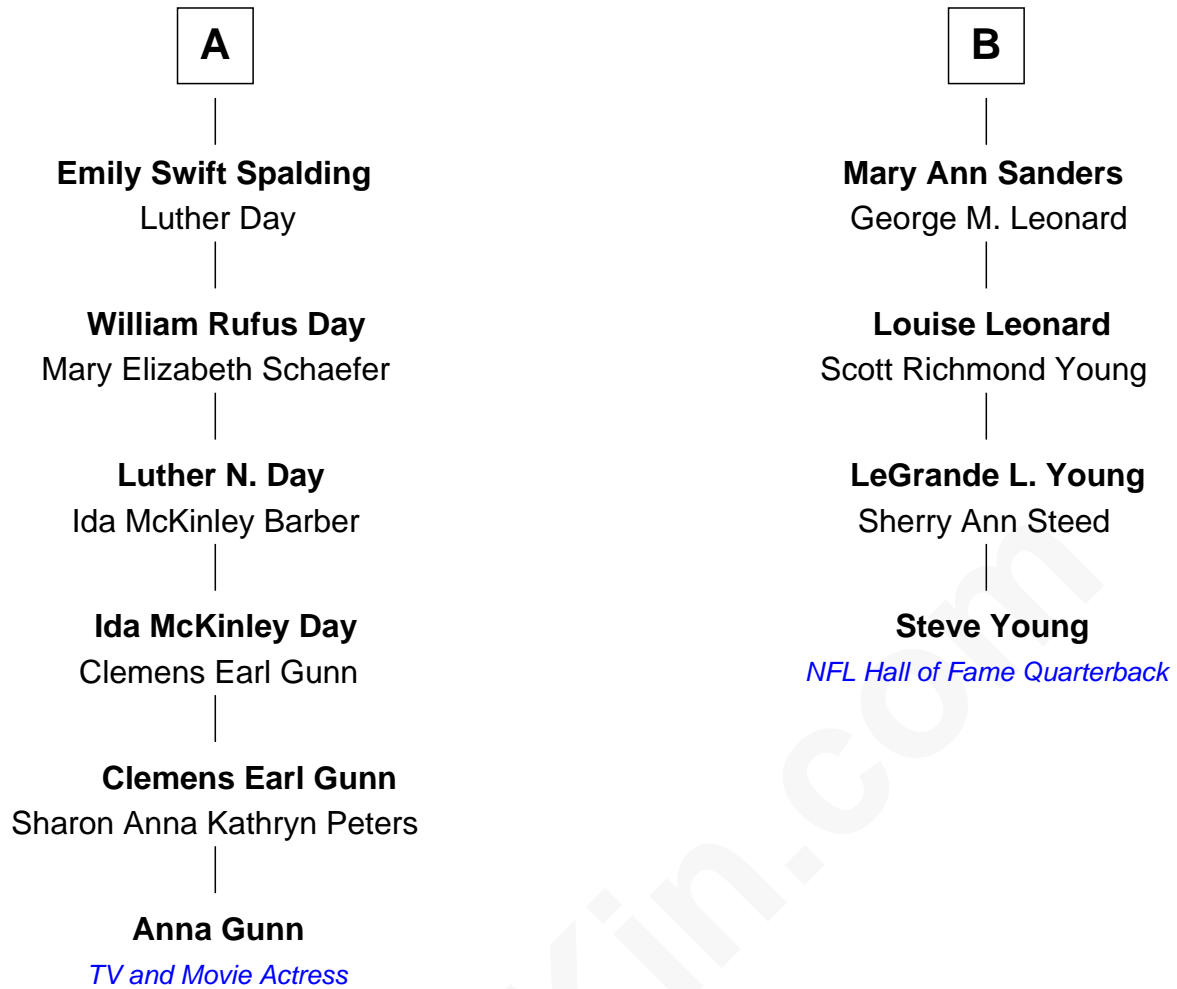 A
Emily Swift Spalding
Luther Day
William Rufus Day
Mary Elizabeth Schaefer
Luther N. Day
Ida McKinley Barber
Ida McKinley Day
Clemens Earl Gunn
Clemens Earl Gunn
Sharon Anna Kathryn Peters
Anna Gunn
TV and Movie Actress
B
Mary Ann Sanders
George M. Leonard
Louise Leonard
Scott Richmond Young
LeGrande L. Young
Sherry Ann Steed
Steve Young
NFL Hall of Fame Quarterback
Kin.com